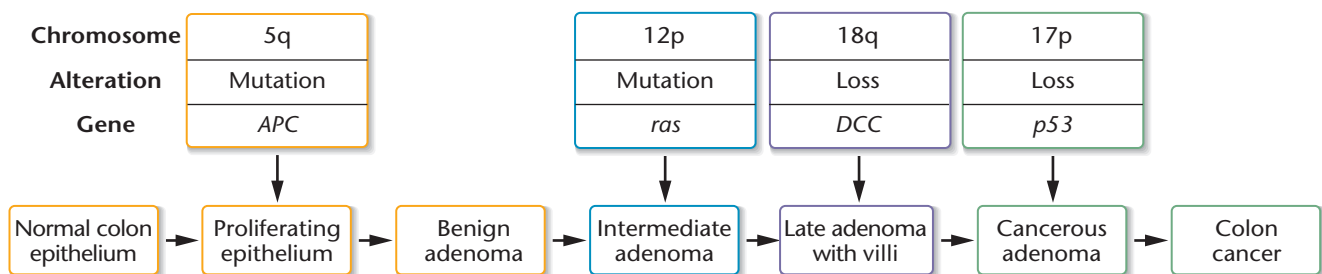 Chromosome 5q 12p 18q 17p
Alteration Mutation Mutation Loss Loss
Gene APC ras DCC p53
Normal colon Proliferating Benign Intermediate Late adenoma Cancerous Colon
epithelium epithelium adenoma adenoma with villi adenoma cancer